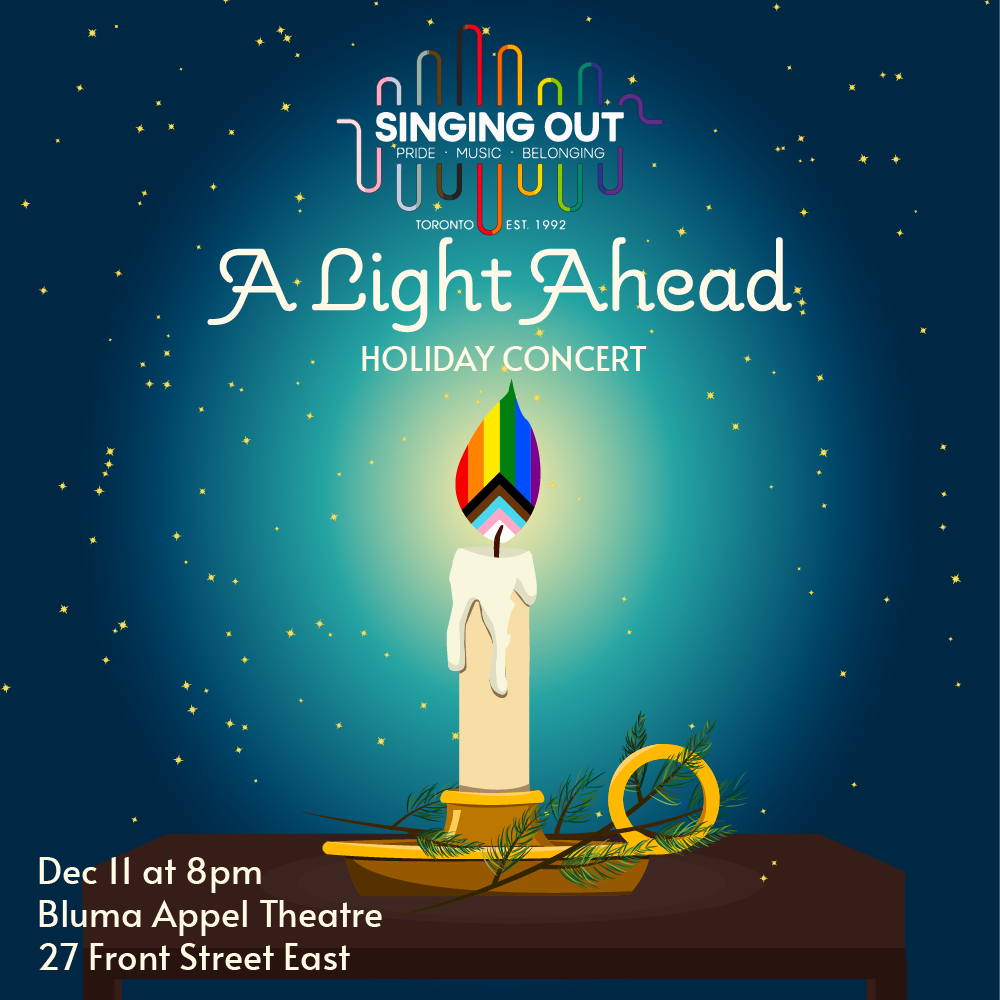 SINGING OUT
PRIDE · MUSIC · BELONGING
TORONTO EST. 1992
A Light Ahead
HOLIDAY CONCERT
Dec 11 at 8pm
Bluma Appel Theatre
27 Front Street East